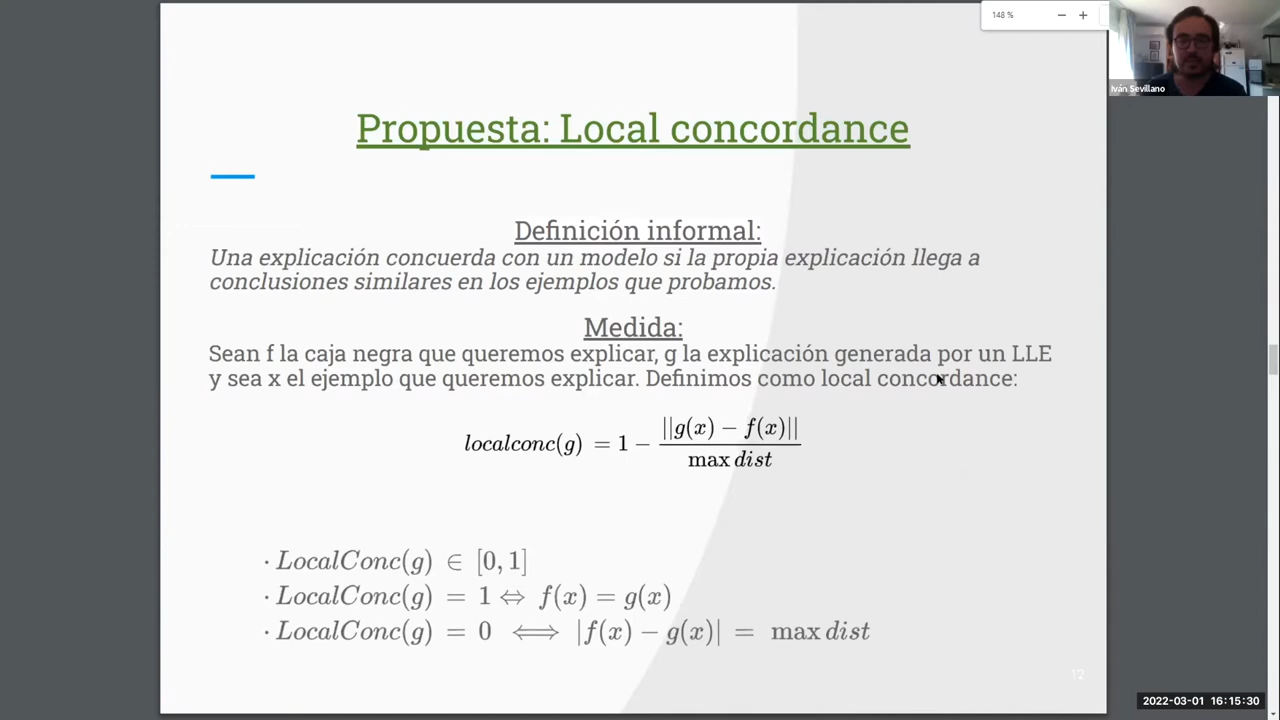 148 %
Iván Sevillano
Propuesta: Local concordance
Definición informal:
Una explicación concuerda con un modelo si la propia explicación llega a
conclusiones similares en los ejemplos que probamos.
Medida:
Sean f la caja negra que queremos explicar, g la explicación generada por un LLE
y sea x el ejemplo que queremos explicar. Definimos como local concordance:
localconc(g) = 1 − ||g(x) − f(x)|| / max dist
· LocalConc(g) ∈ [0, 1]
· LocalConc(g) = 1 ⇔ f(x) = g(x)
· LocalConc(g) = 0 ⟺ |f(x) − g(x)| = max dist
12
2022-03-01 16:15:30